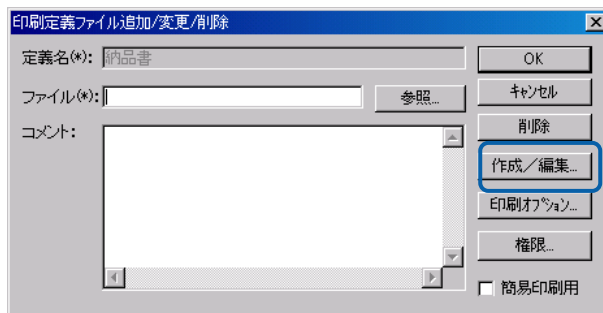 印刷定義ファイル追加/変更/削除
定義名(*): 納品書
ファイル(*):
参照...
コメント:
OK
キャンセル
削除
作成／編集...
印刷オプション...
権限...
簡易印刷用